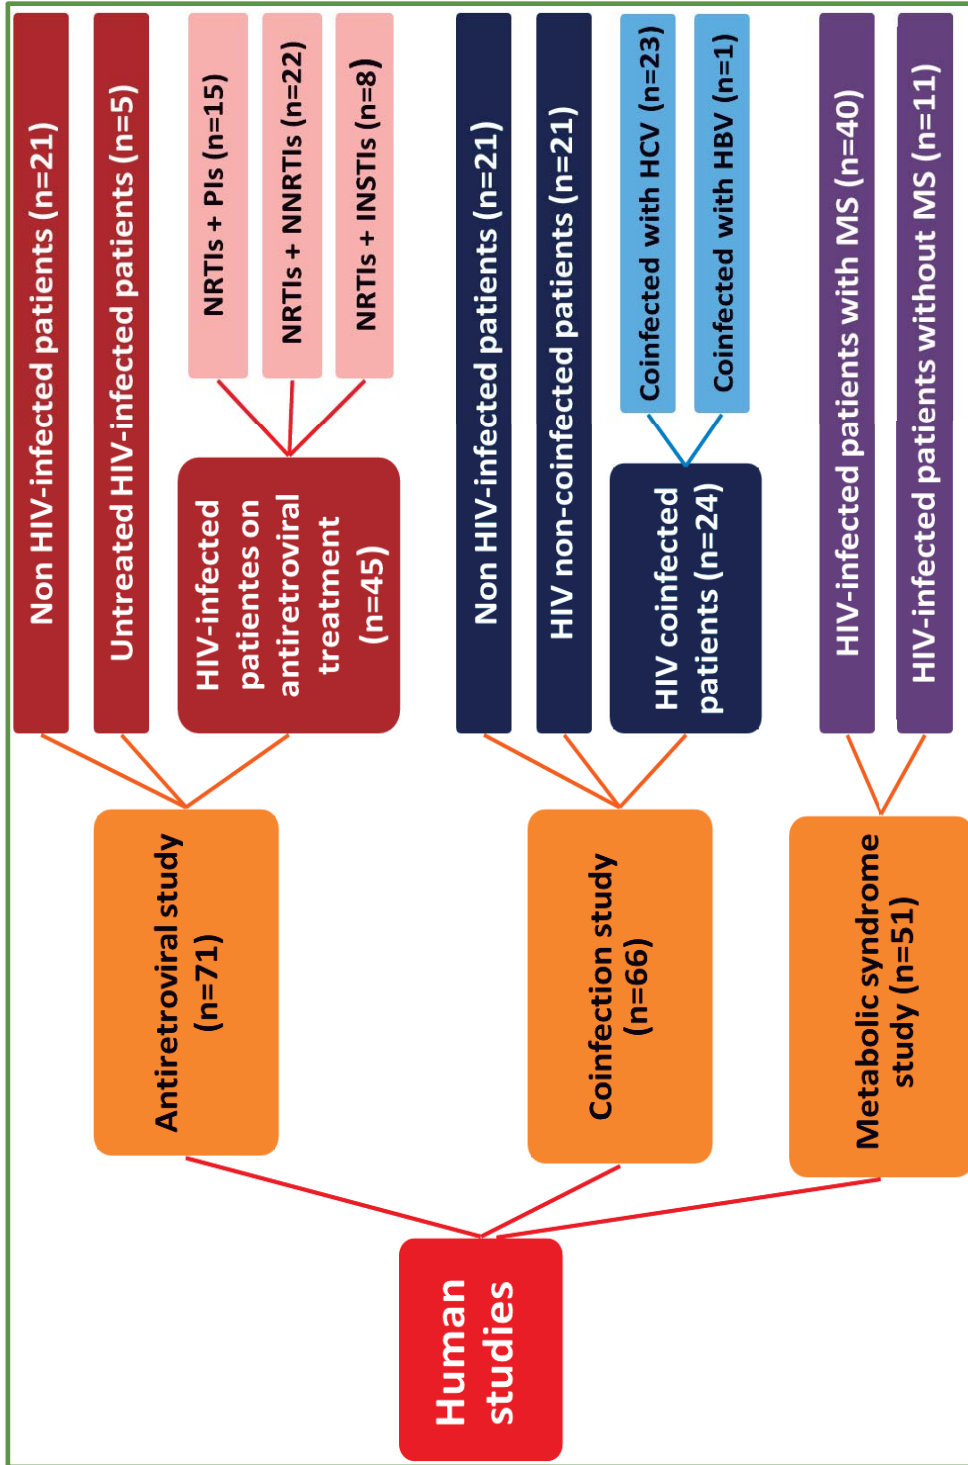 Human
studies
Antiretroviral study
(n=71)
Non HIV-infected patients (n=21)
Untreated HIV-infected patients (n=5)
HIV-infected
patientes on
antiretroviral
treatment
(n=45)
NRTIs + PIs (n=15)
NRTIs + NNRTIs (n=22)
NRTIs + INSTIs (n=8)
Coinfection study
(n=66)
Non HIV-infected patients (n=21)
HIV non-coinfected patients (n=21)
HIV coinfected
patients (n=24)
Coinfected with HCV (n=23)
Coinfected with HBV (n=1)
Metabolic syndrome
study (n=51)
HIV-infected patients with MS (n=40)
HIV-infected patients without MS (n=11)